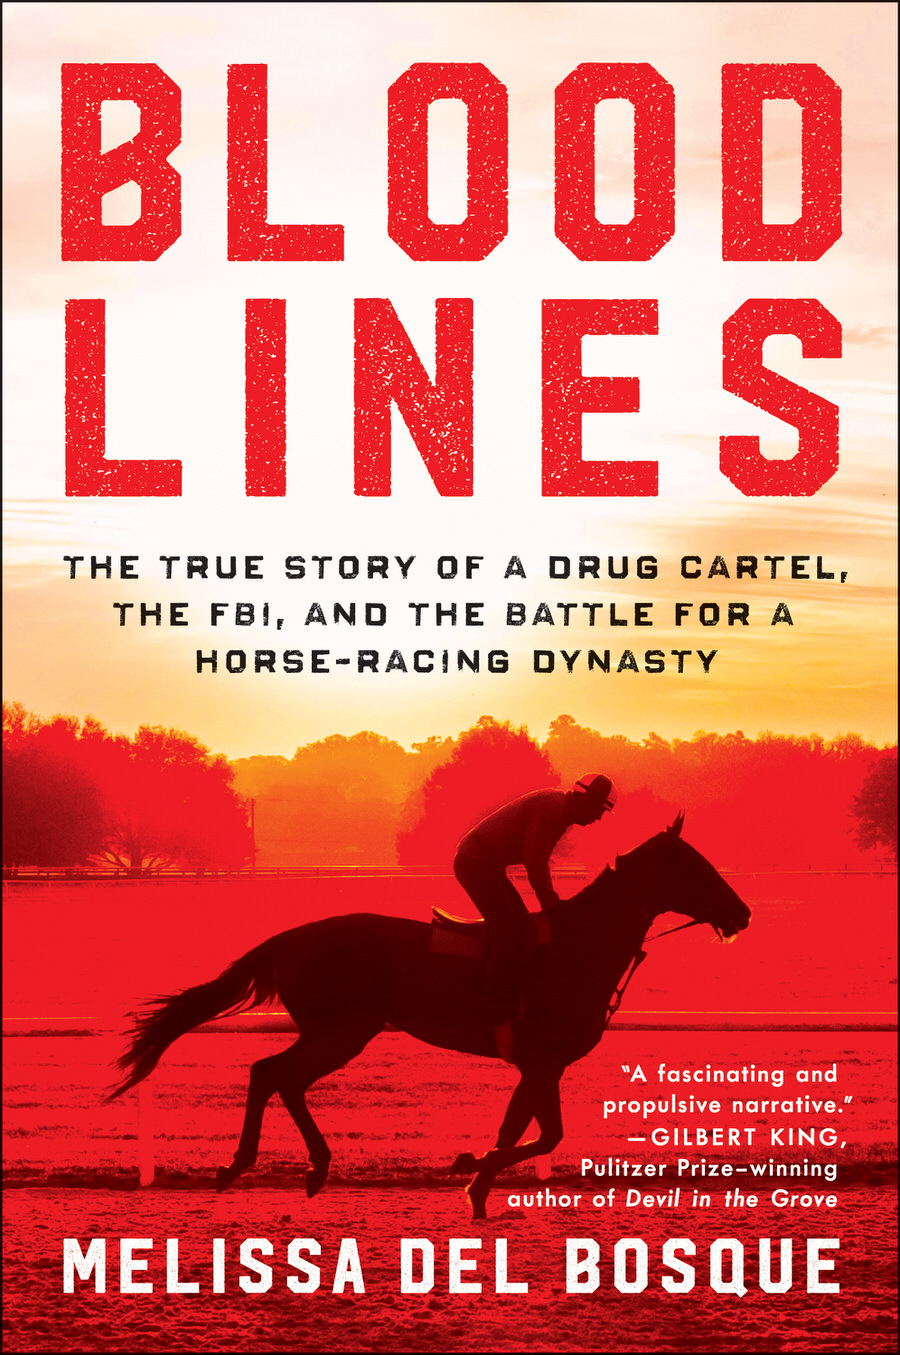 BLOOD
LINES
THE TRUE STORY OF A DRUG CARTEL,
THE FBI, AND THE BATTLE FOR A
HORSE-RACING DYNASTY
“A fascinating and
propulsive narrative.”
—GILBERT KING,
Pulitzer Prize–winning
author of Devil in the Grove
MELISSA DEL BOSQUE